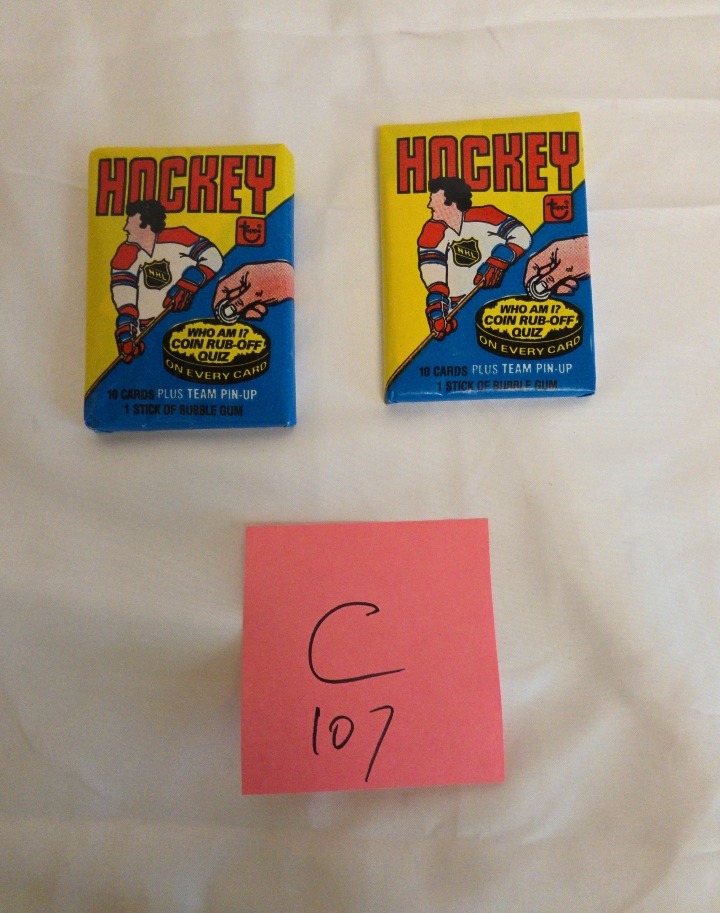 HOCKEY
topps
NHL
WHO AM I?
COIN RUB-OFF
QUIZ
ON EVERY CARD
10 CARDS PLUS TEAM PIN-UP
1 STICK OF BUBBLE GUM
HOCKEY
topps
NHL
WHO AM I?
COIN RUB-OFF
QUIZ
ON EVERY CARD
10 CARDS PLUS TEAM PIN-UP
1 STICK OF BUBBLE GUM
C
107